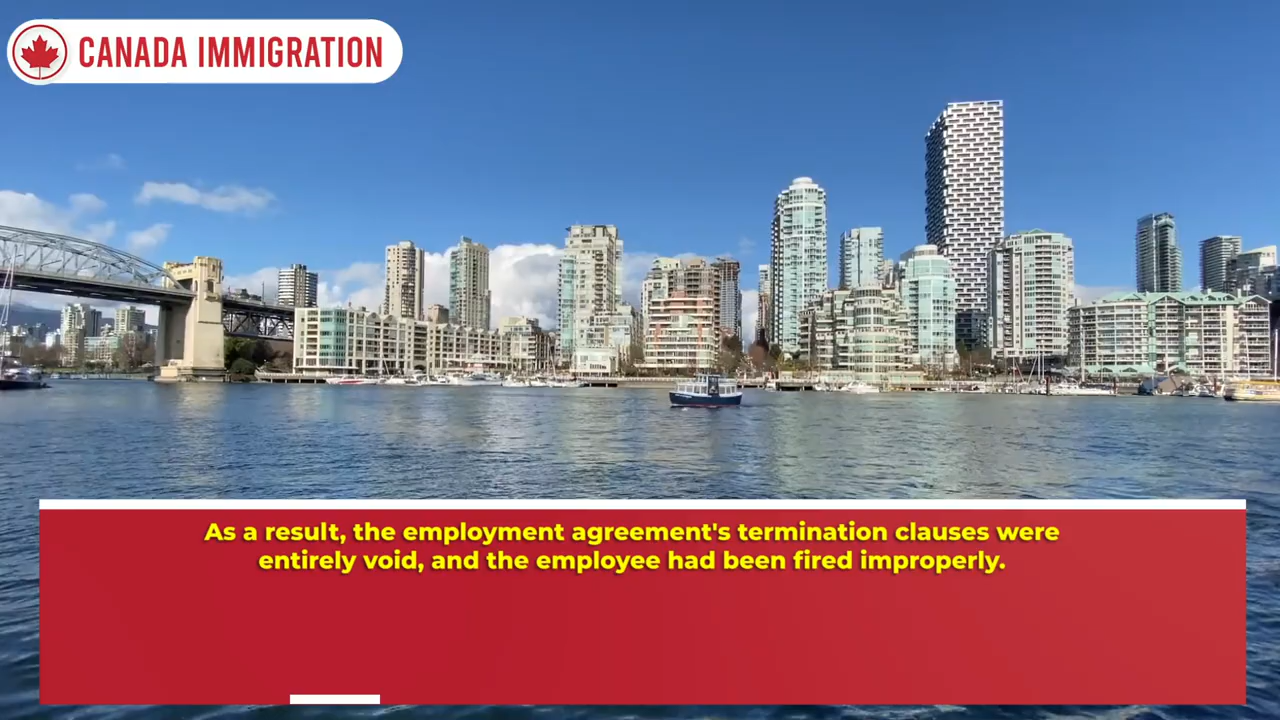 CANADA IMMIGRATION
As a result, the employment agreement's termination clauses were
entirely void, and the employee had been fired improperly.